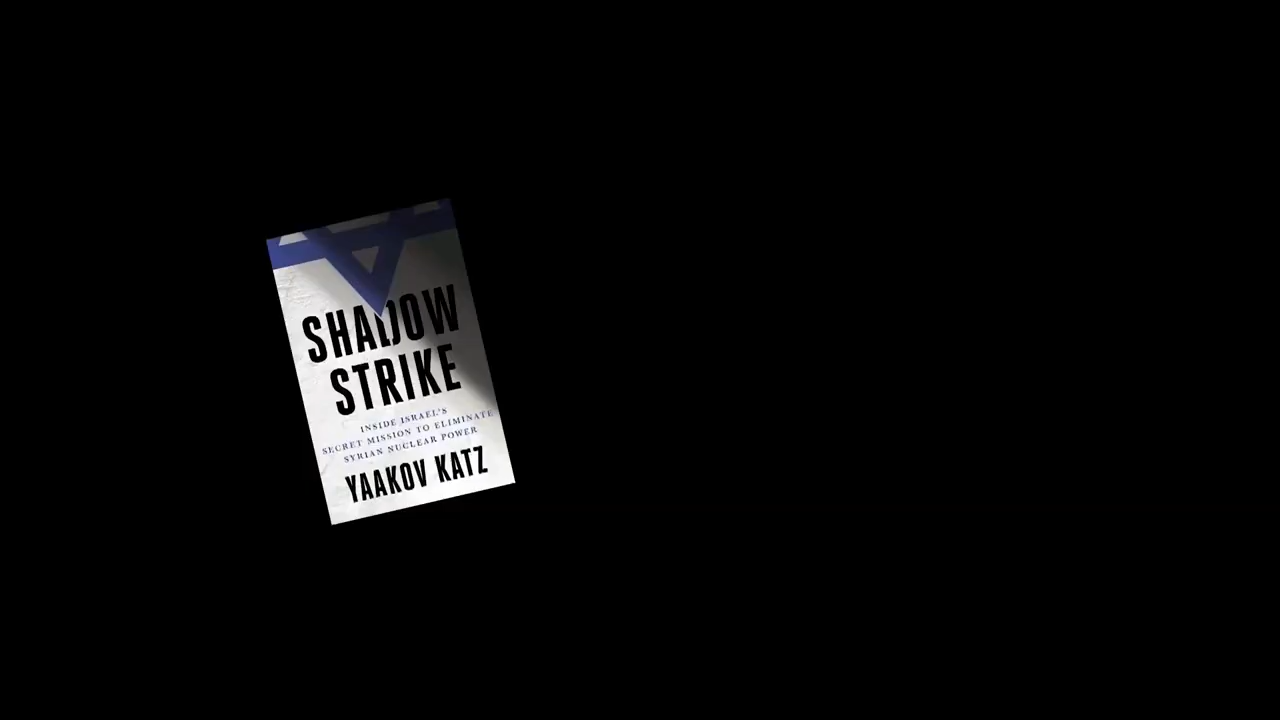 SHADOW
STRIKE
INSIDE ISRAEL'S
SECRET MISSION TO ELIMINATE
SYRIAN NUCLEAR POWER
YAAKOV KATZ